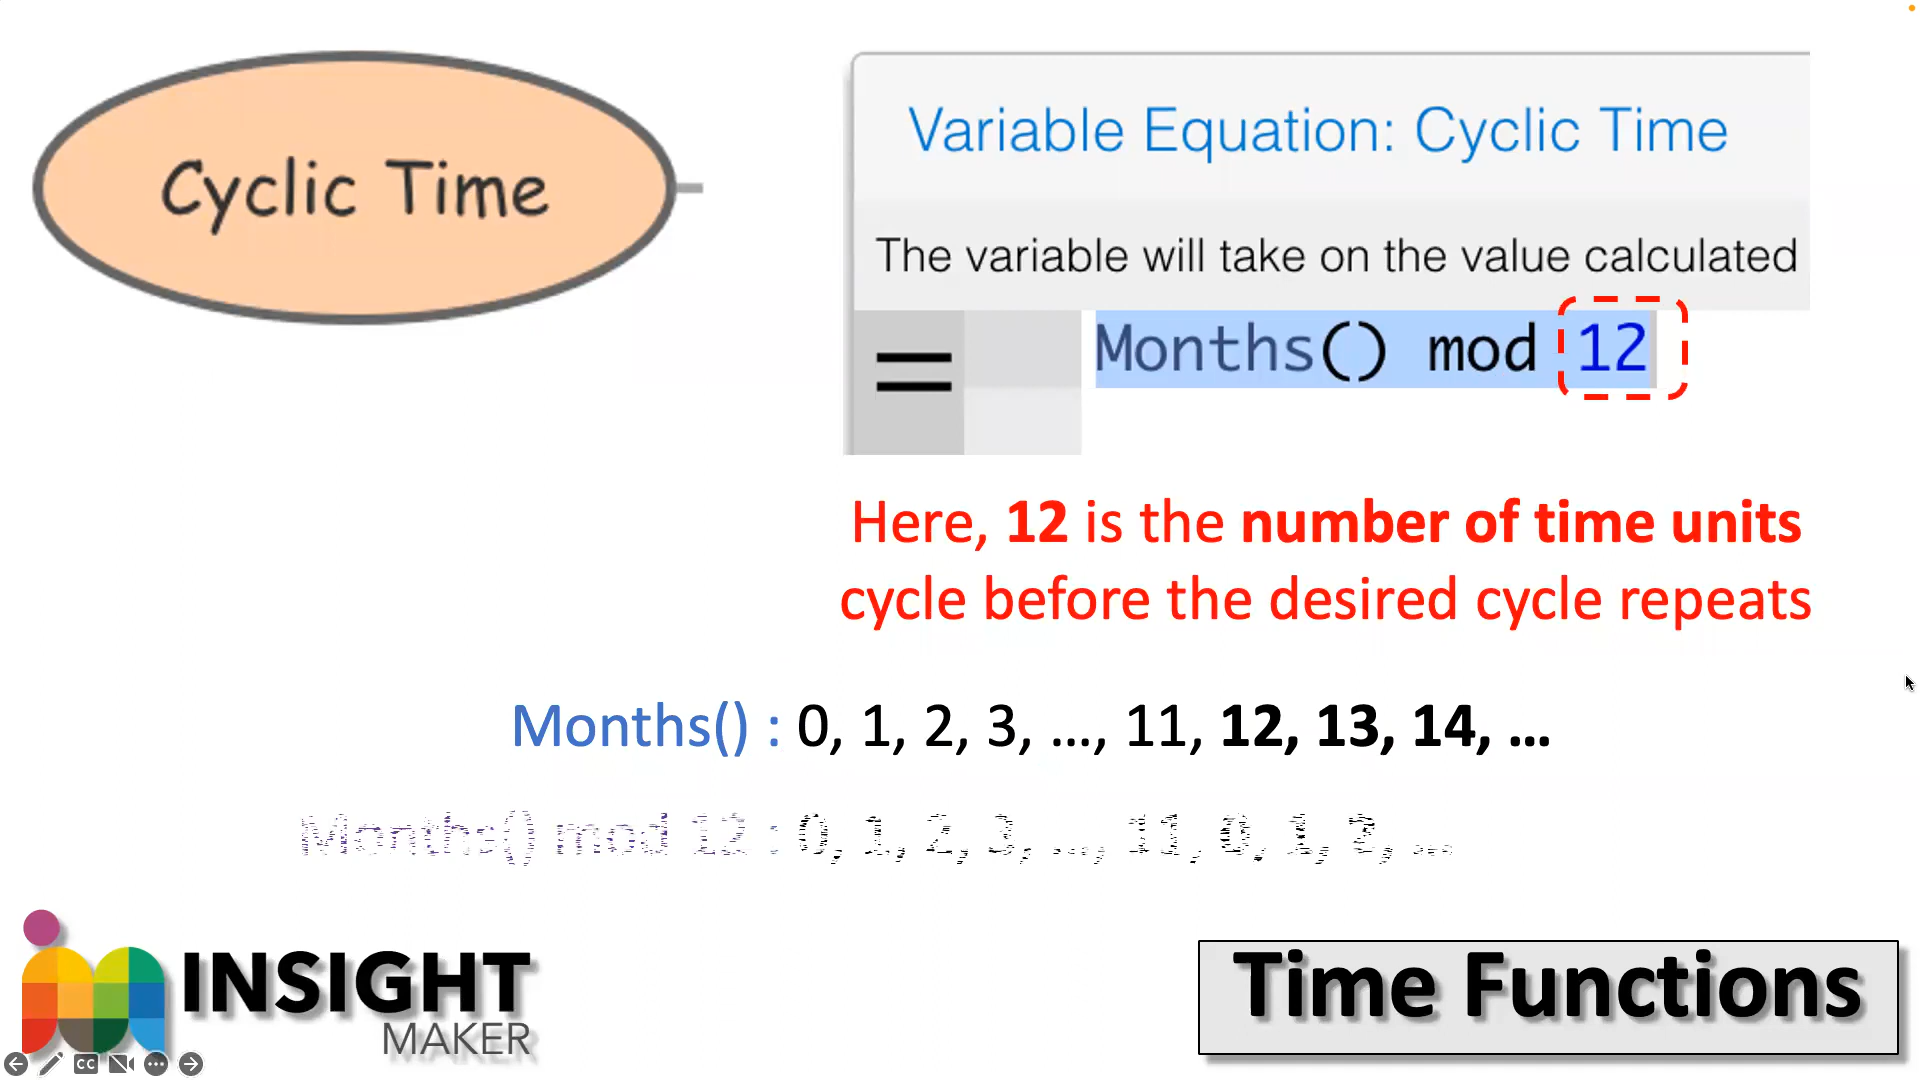 Cyclic Time
Variable Equation: Cyclic Time
The variable will take on the value calculated
= Months() mod 12
Here, 12 is the number of time units
cycle before the desired cycle repeats
Months() : 0, 1, 2, 3, ..., 11, 12, 13, 14, ...
Months() mod 12 : 0, 1, 2, 3, ..., 11, 0, 1, 2, ...
INSIGHT
MAKER
Time Functions
CC